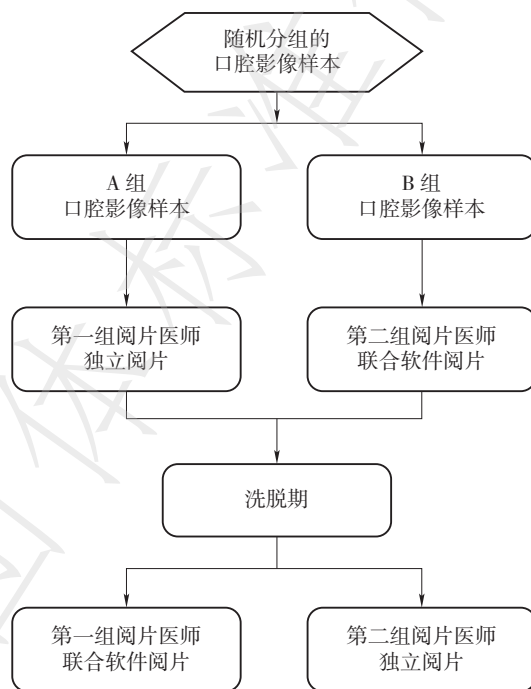 随机分组的
口腔影像样本
A 组
口腔影像样本
B 组
口腔影像样本
第一组阅片医师
独立阅片
第二组阅片医师
联合软件阅片
洗脱期
第一组阅片医师
联合软件阅片
第二组阅片医师
独立阅片
团体标准